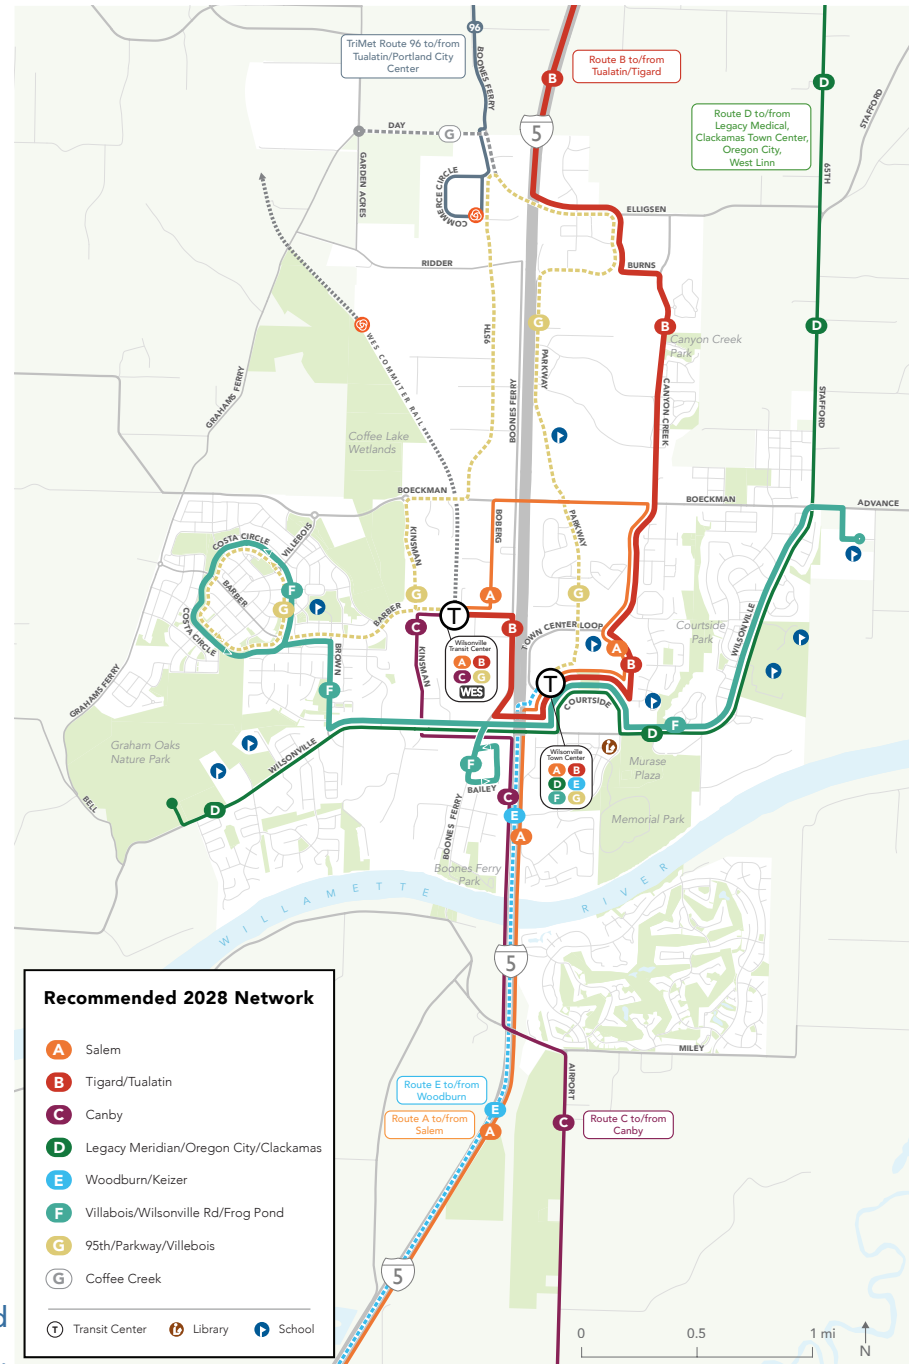 96
TriMet Route 96 to/from
Tualatin/Portland City
Center
BOONES FERRY
B
Route B to/from
Tualatin/Tigard
D
STAFFORD
Route D to/from
Legacy Medical,
Clackamas Town Center,
Oregon City,
West Linn
65TH
DAY
G
5
GARDEN ACRES
COMMERCE CIRCLE
ELLIGSEN
RIDDER
BURNS
95TH
G
B
D
WES COMMUTER RAIL
PARKWAY
Canyon Creek
Park
GRAHAMS FERRY
BOONES FERRY
CANYON CREEK
STAFFORD
Coffee Lake
Wetlands
BOECKMAN
BOECKMAN
ADVANCE
BOBERG
PARKWAY
KINSMAN
VILLEBOIS
COSTA CIRCLE
BARBER
F
G
COSTA CIRCLE
BARBER
G
A
G
T
C
B
TOWN CENTER LOOP
Courtside
Park
WILSONVILLE
Wilsonville
Transit Center
A B
C G
WES
KINSMAN
BROWN
A
B
T
F
GRAHAMS FERRY
COURTSIDE
F
D
Graham Oaks
Nature Park
WILSONVILLE
Wilsonville
Town Center
A B
D E
F G
F
Murase
Plaza
BAILEY
BELL
D
C
E
A
BOONES FERRY
Memorial Park
Boones Ferry
Park
WILLAMETTE
RIVER
5
MILEY
AIRPORT
Route E to/from
Woodburn
E
Route A to/from
Salem
A
C
Route C to/from
Canby
5
Recommended 2028 Network
A Salem
B Tigard/Tualatin
C Canby
D Legacy Meridian/Oregon City/Clackamas
E Woodburn/Keizer
F Villabois/Wilsonville Rd/Frog Pond
G 95th/Parkway/Villebois
G Coffee Creek
T Transit Center Library School
d
0 0.5 1 mi
N